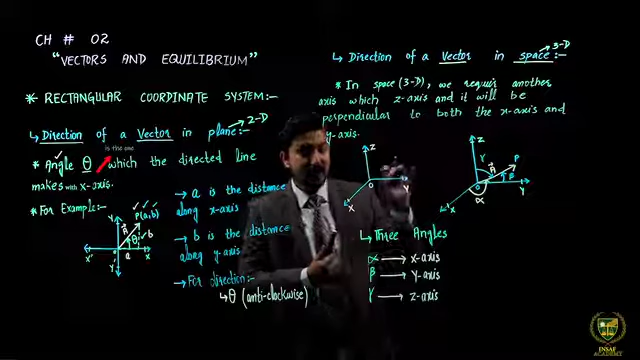 CH # 02
"VECTORS AND EQUILIBRIUM"
* RECTANGULAR COORDINATE SYSTEM:-
↳ Direction of a Vector in plane:- → 2-D
is the one
* Angle θ which the directed line
makes with x-axis.
* For Example:-
Y
P(a,b)
A
θ
b
X'
O
a
X
Y'
→ a is the distance
along x-axis
→ b is the distance
along y-axis
→ For direction:-
↳ θ (anti-clockwise)
↳ Direction of a Vector in space:- → 3-D
* In space (3-D), we require another
axis which z-axis and it will be
perpendicular to both the x-axis and
y-axis.
Z
O
Y
X
Z
γ
A
P
β
O
Y
α
X
↳ Three Angles
α → x-axis
β → Y-axis
γ → z-axis
INSAF
ACADEMY